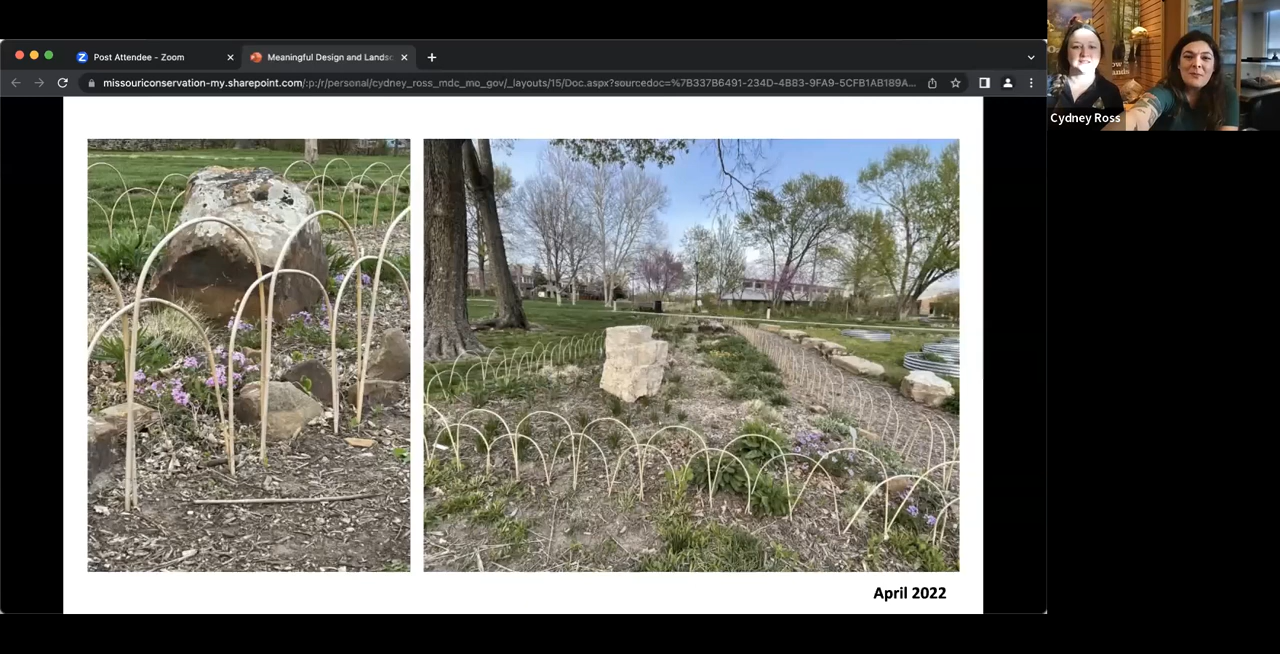 Post Attendee - Zoom
Meaningful Design and Landsc
missouriconservation-my.sharepoint.com/:p:/r/personal/cydney_ross_mdc_mo_gov/_layouts/15/Doc.aspx?sourcedoc=%7B337B6491-234D-4B83-9FA9-5CFB1AB189A...
Cydney Ross
April 2022